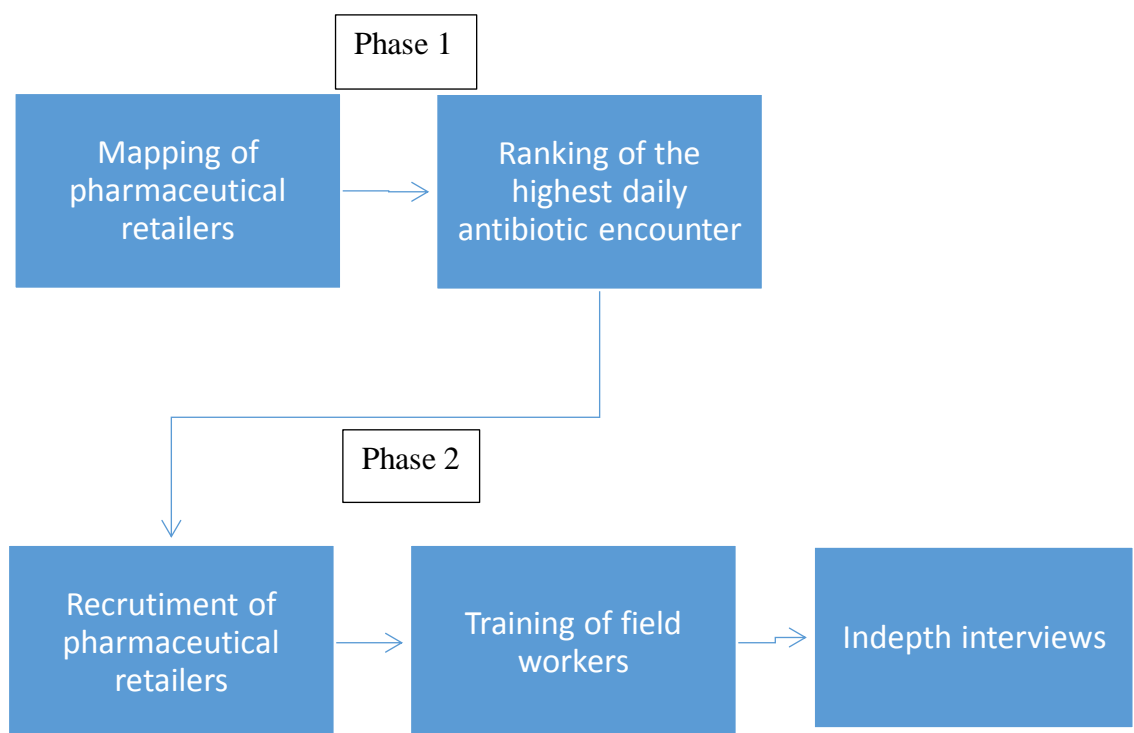 Phase 1
Mapping of
pharmaceutical
retailers
Ranking of the
highest daily
antibiotic encounter
Phase 2
Recrutiment of
pharmaceutical
retailers
Training of field
workers
Indepth interviews